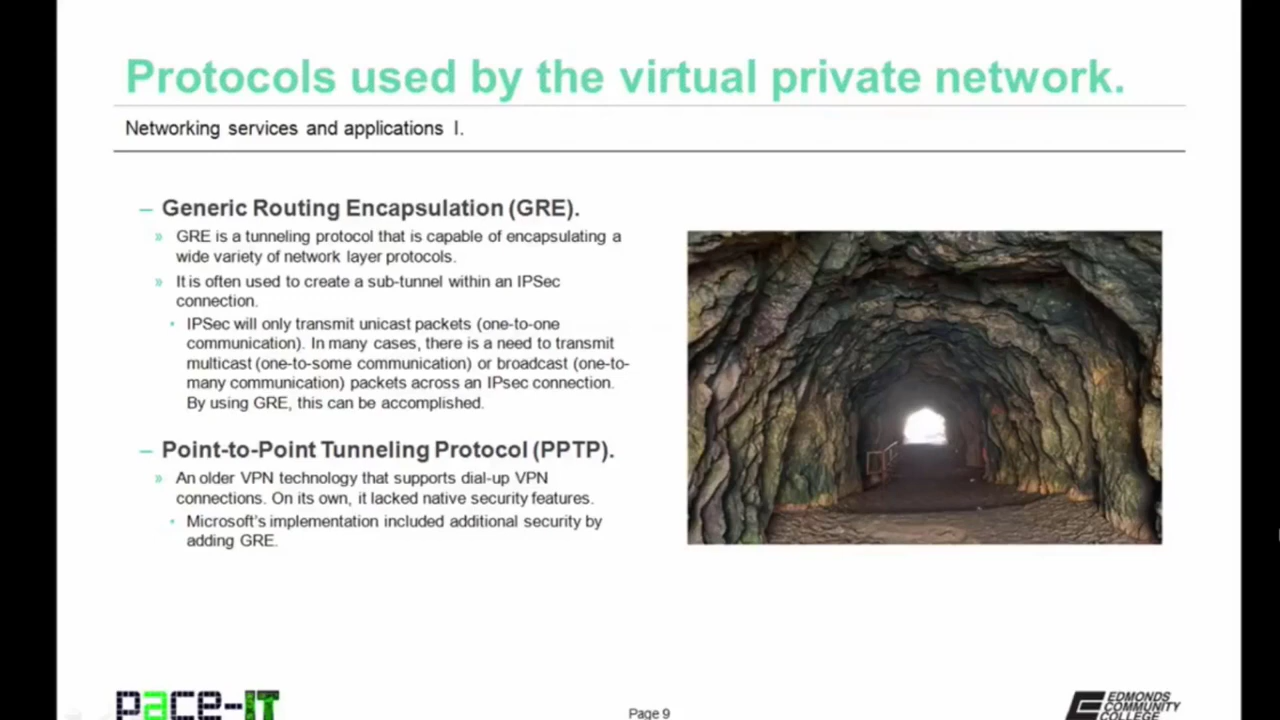 Protocols used by the virtual private network.
Networking services and applications I.
– Generic Routing Encapsulation (GRE).
» GRE is a tunneling protocol that is capable of encapsulating a
wide variety of network layer protocols.
» It is often used to create a sub-tunnel within an IPSec
connection.
• IPSec will only transmit unicast packets (one-to-one
communication). In many cases, there is a need to transmit
multicast (one-to-some communication) or broadcast (one-to-
many communication) packets across an IPsec connection.
By using GRE, this can be accomplished.
– Point-to-Point Tunneling Protocol (PPTP).
» An older VPN technology that supports dial-up VPN
connections. On its own, it lacked native security features.
• Microsoft's implementation included additional security by
adding GRE.
pace-IT
Page 9
EDMONDS
COMMUNITY
COLLEGE